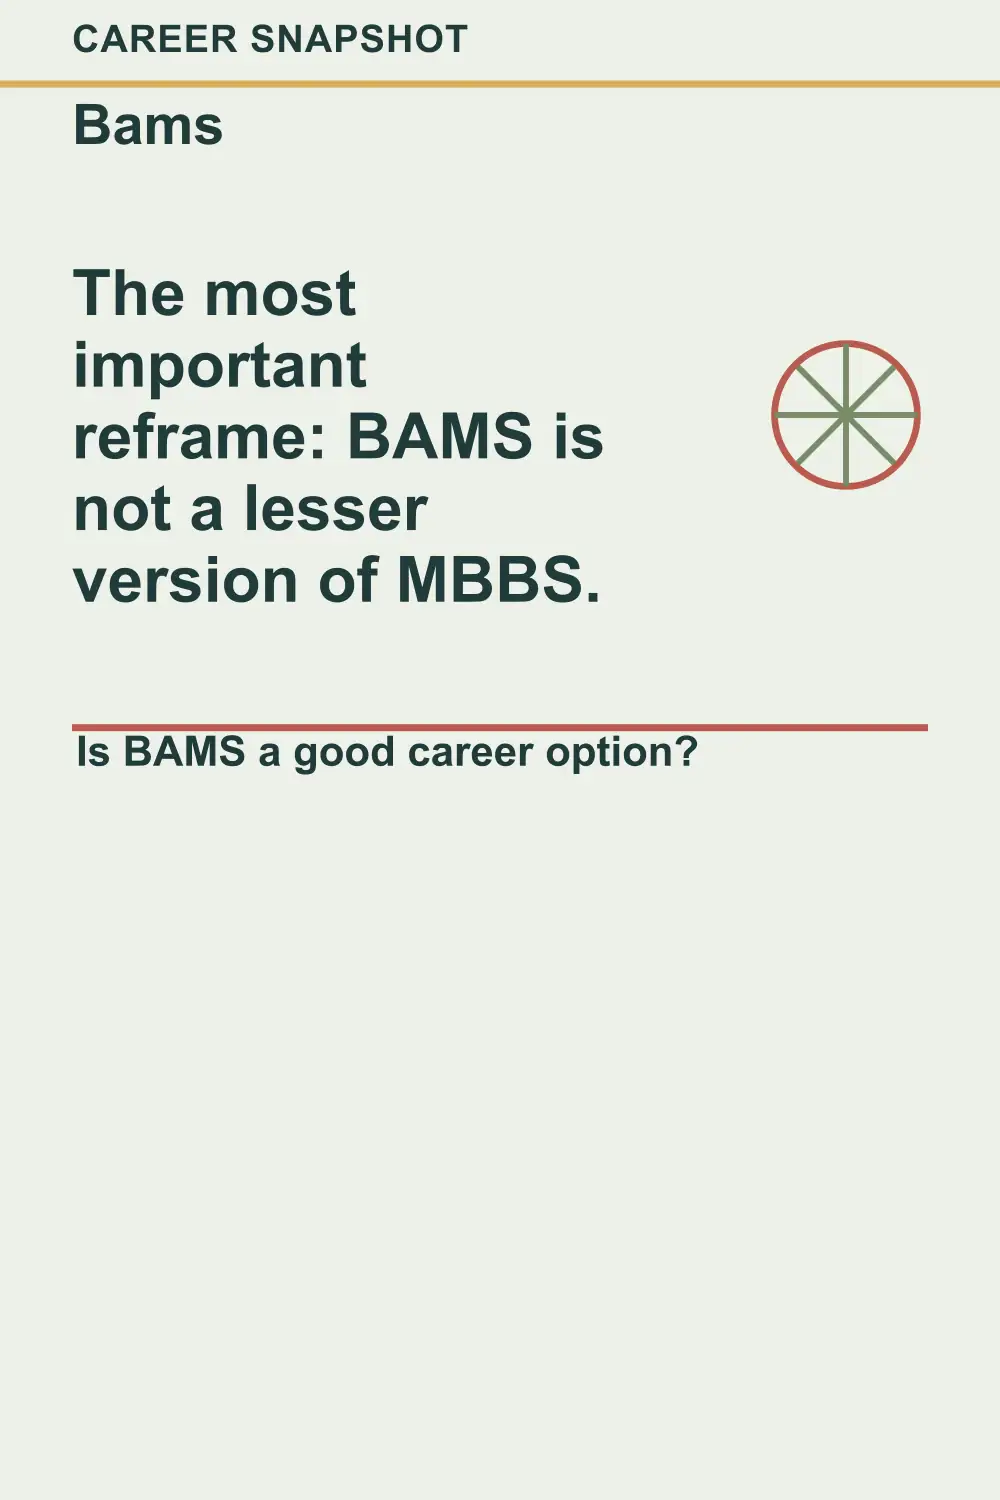 CAREER SNAPSHOT
Bams
The most
important
reframe: BAMS is
not a lesser
version of MBBS.
Is BAMS a good career option?